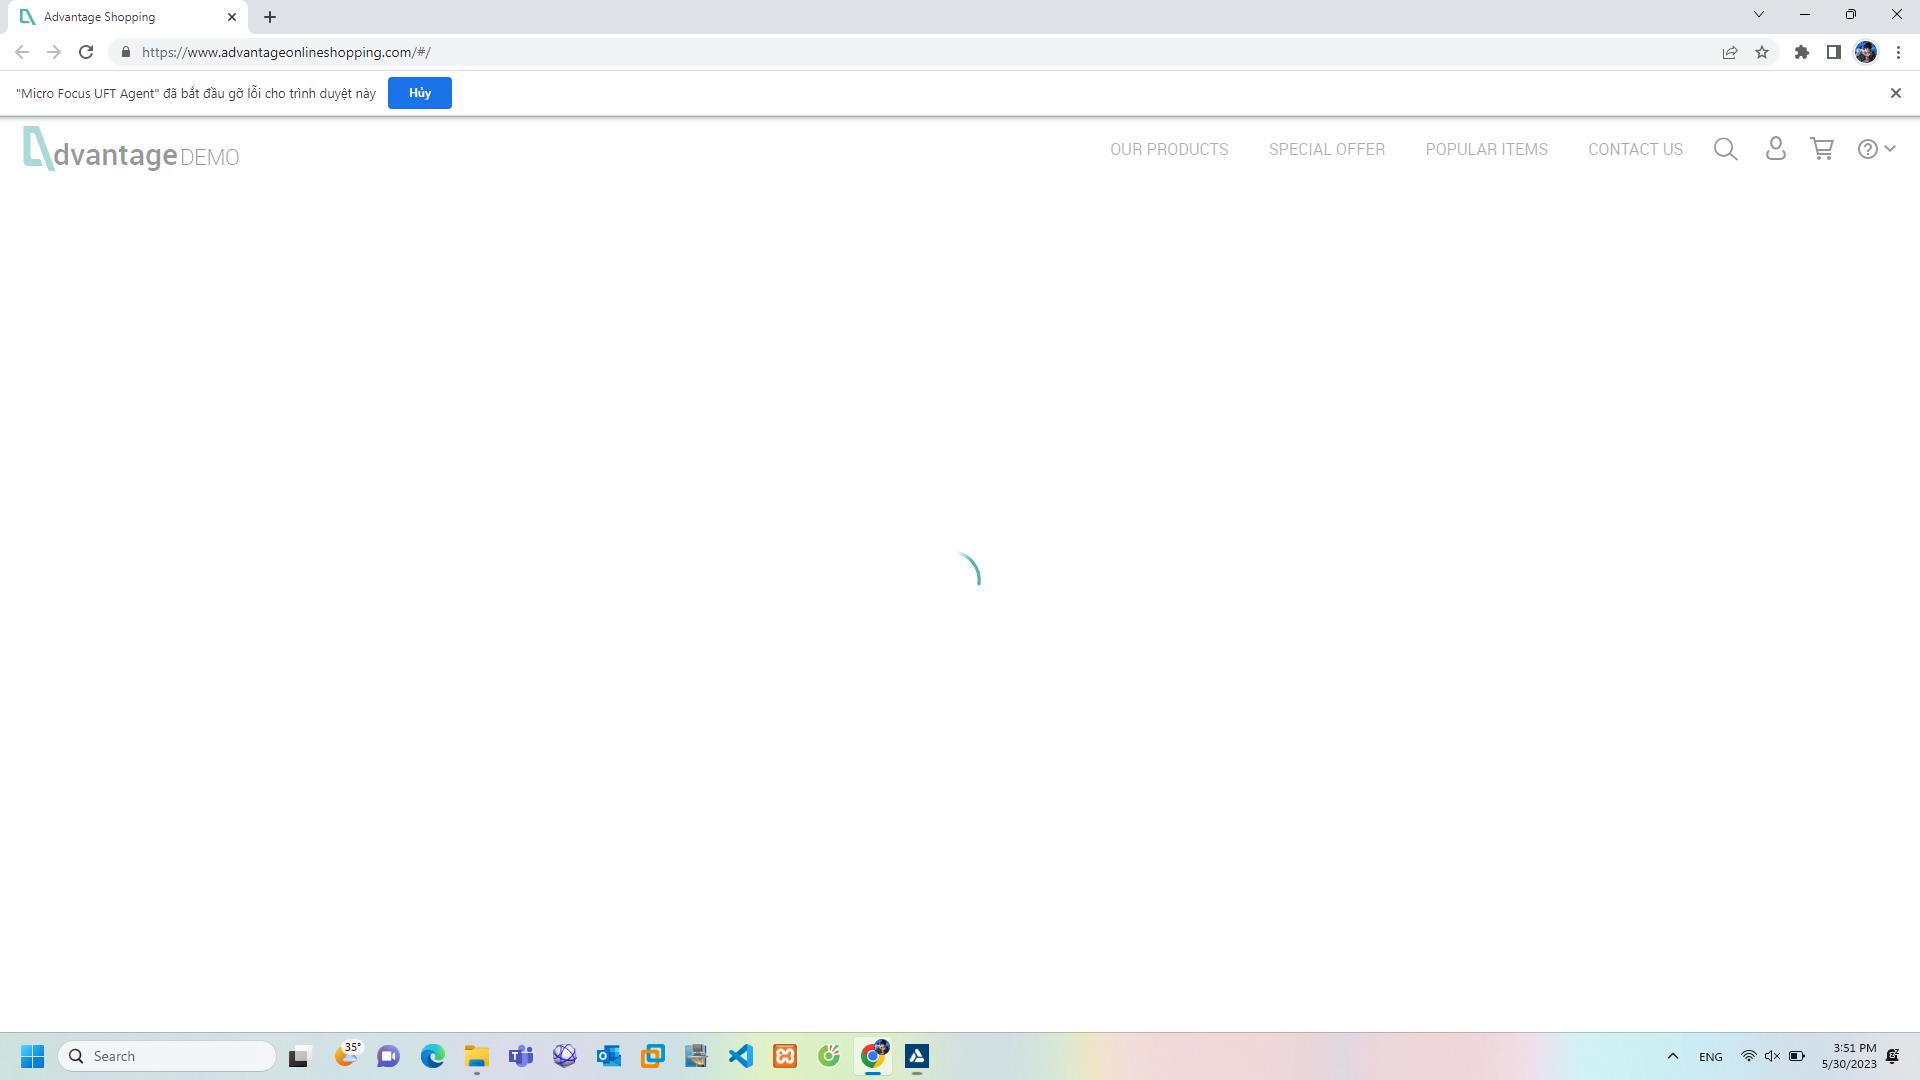 Advantage Shopping
https://www.advantageonlineshopping.com/#/
"Micro Focus UFT Agent" đã bắt đầu gỡ lỗi cho trình duyệt này
Hủy
dvantage DEMO
OUR PRODUCTS
SPECIAL OFFER
POPULAR ITEMS
CONTACT US
Search
35°
ENG
3:51 PM
5/30/2023